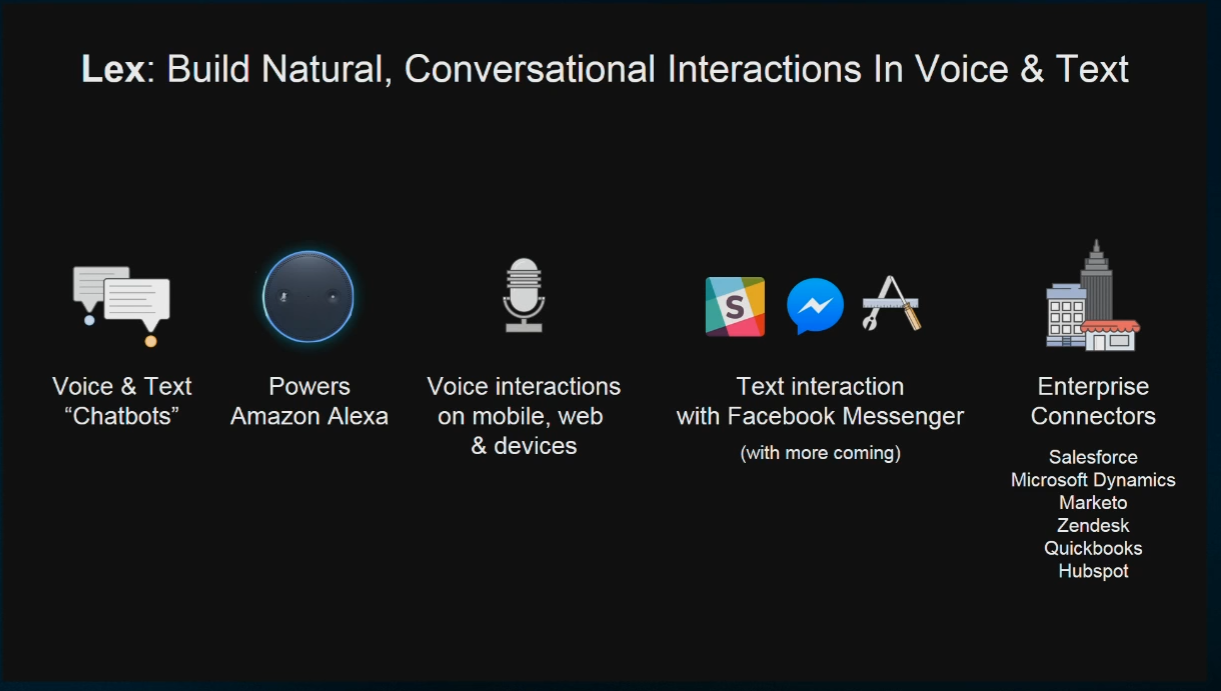 Lex: Build Natural, Conversational Interactions In Voice & Text
Voice & Text
“Chatbots”
Powers
Amazon Alexa
Voice interactions
on mobile, web
& devices
S
Text interaction
with Facebook Messenger
(with more coming)
Enterprise
Connectors
Salesforce
Microsoft Dynamics
Marketo
Zendesk
Quickbooks
Hubspot